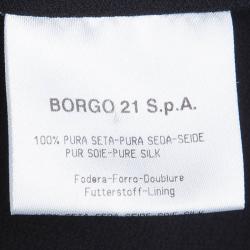 BORGO 21 S.p.A.
100% PURA SETA-PURA SEDA-SEIDE
PUR SOIE-PURE SILK
Fodera-Forro-Doublure
Futterstoff-Lining